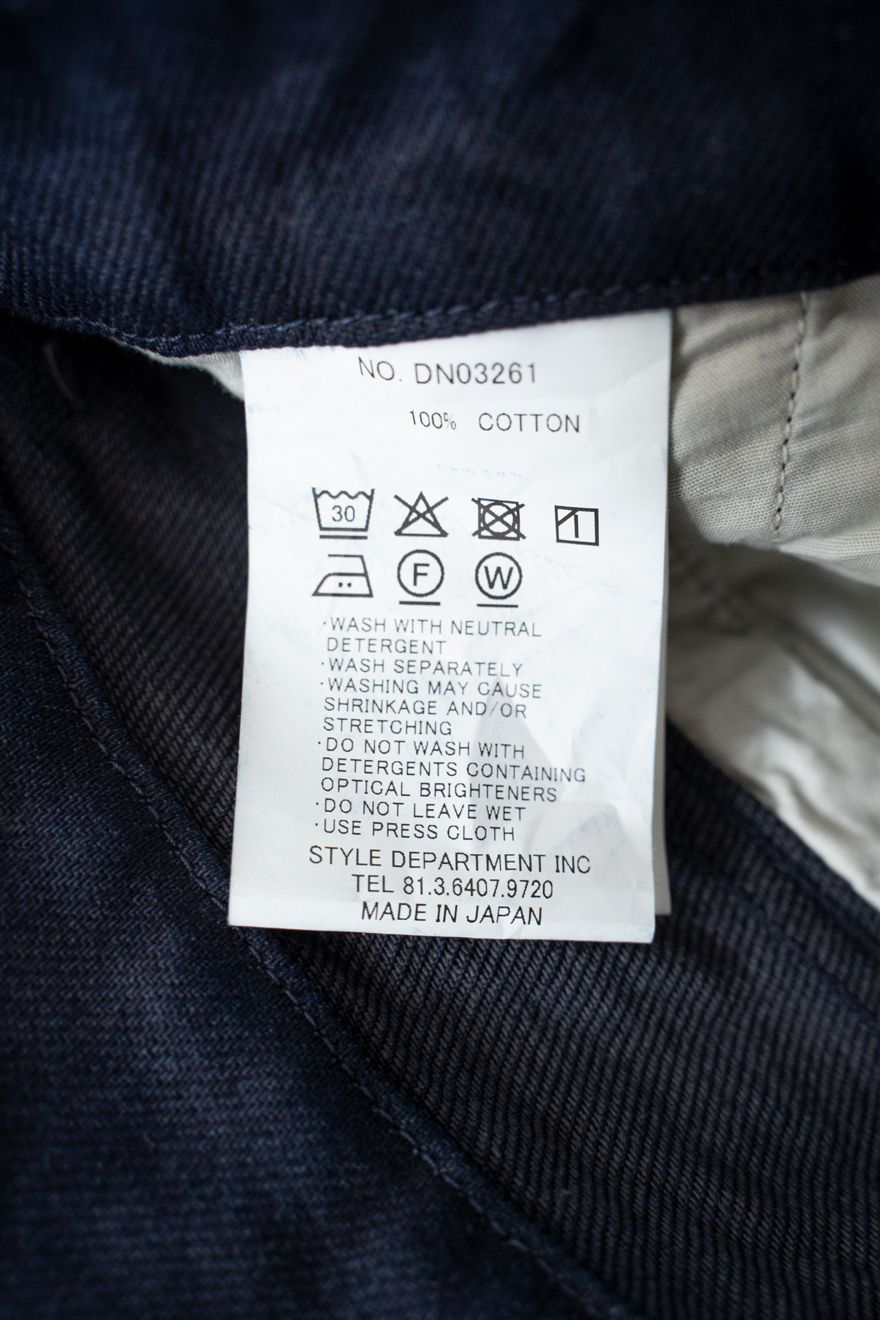 NO. DN03261
100% COTTON
30
F W
·WASH WITH NEUTRAL
DETERGENT
·WASH SEPARATELY
·WASHING MAY CAUSE
SHRINKAGE AND/OR
STRETCHING
·DO NOT WASH WITH
DETERGENTS CONTAINING
OPTICAL BRIGHTENERS
·DO NOT LEAVE WET
·USE PRESS CLOTH
STYLE DEPARTMENT INC
TEL 81.3.6407.9720
MADE IN JAPAN